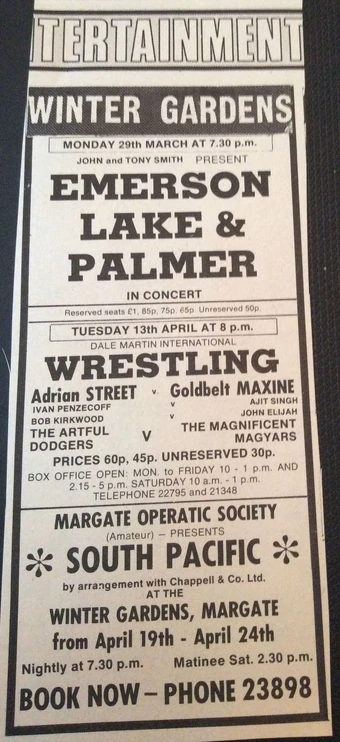 TERTAINMENT
WINTER GARDENS
MONDAY 29th MARCH AT 7.30 p.m.
JOHN and TONY SMITH PRESENT
EMERSON
LAKE &
PALMER
IN CONCERT
Reserved seats £1, 85p. 75p. 65p Unreserved 50p
TUESDAY 13th APRIL AT 8 p.m.
DALE MARTIN INTERNATIONAL
WRESTLING
Adrian STREET v. Goldbelt MAXINE
IVAN PENZECOFF v AJIT SINGH
BOB KIRKWOOD v JOHN ELIJAH
THE ARTFUL DODGERS V THE MAGNIFICENT MAGYARS
PRICES 60p, 45p. UNRESERVED 30p.
BOX OFFICE OPEN: MON. to FRIDAY 10 - 1 p.m. AND
2.15 - 5 p.m. SATURDAY 10 a.m. - 1 p.m.
TELEPHONE 22795 and 21348
MARGATE OPERATIC SOCIETY
(Amateur) — PRESENTS
* SOUTH PACIFIC *
by arrangement with Chappell & Co. Ltd.
AT THE
WINTER GARDENS, MARGATE
from April 19th - April 24th
Nightly at 7.30 p.m. Matinee Sat. 2.30 p.m.
BOOK NOW — PHONE 23898